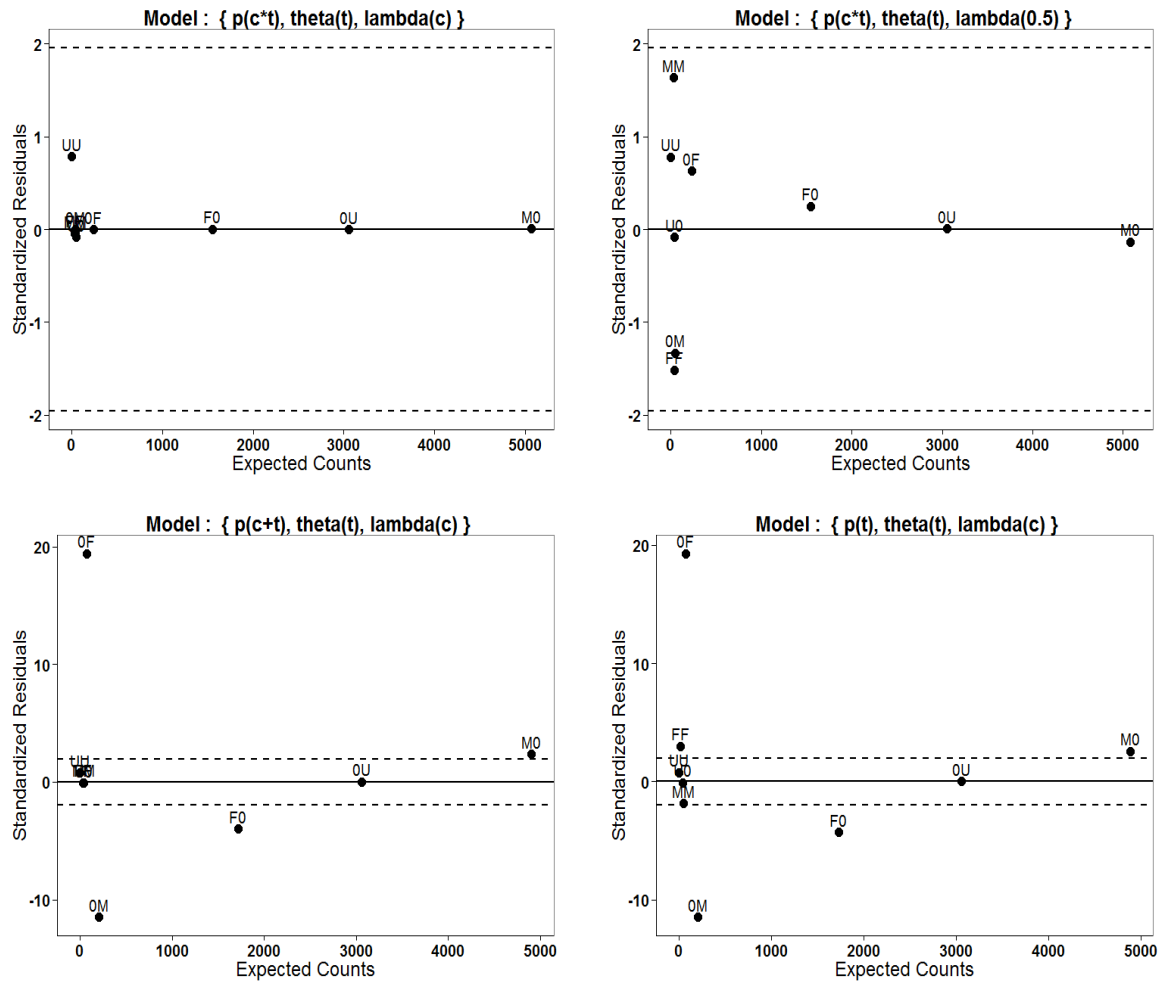 Model : { p(c*t), theta(t), lambda(c) }
Standardized Residuals
2
1
0
-1
-2
UU
0M
0F
F0
0U
M0
0
1000
2000
3000
4000
5000
Expected Counts
Model : { p(c*t), theta(t), lambda(0.5) }
Standardized Residuals
2
1
0
-1
-2
MM
UU
0F
F0
U0
0U
M0
0M
FF
0
1000
2000
3000
4000
5000
Expected Counts
Model : { p(c+t), theta(t), lambda(c) }
Standardized Residuals
20
10
0
-10
0F
UU
M0
0U
F0
0M
0
1000
2000
3000
4000
5000
Expected Counts
Model : { p(t), theta(t), lambda(c) }
Standardized Residuals
20
10
0
-10
0F
FF
UU
U0
MM
M0
0U
F0
0M
0
1000
2000
3000
4000
5000
Expected Counts